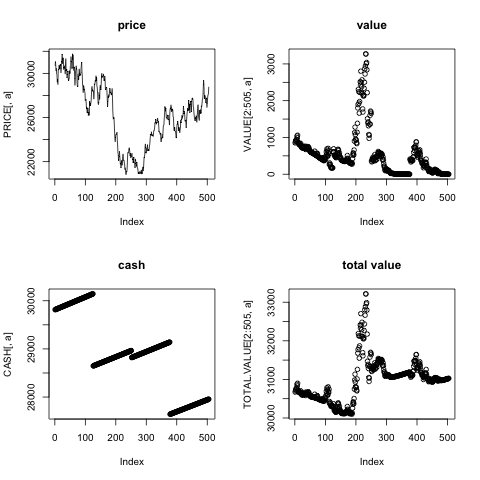 price
PRICE[, a]
22000 26000 30000
0 100 200 300 400 500
Index
value
VALUE[2:505, a]
0 1000 2000 3000
0 100 200 300 400 500
Index
cash
CASH[, a]
28000 29000 30000
0 100 200 300 400 500
Index
total value
TOTAL.VALUE[2:505, a]
30000 31000 32000 33000
0 100 200 300 400 500
Index